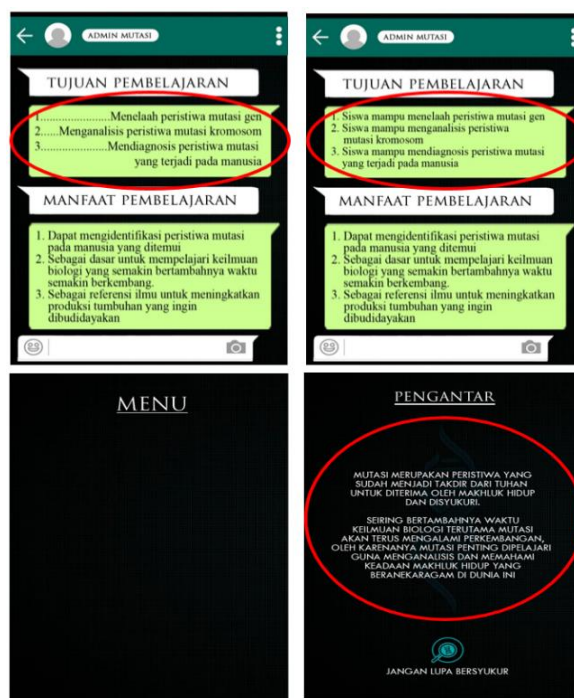 ADMIN MUTASI
TUJUAN PEMBELAJARAN
1.......................Menelaah peristiwa mutasi gen
2.....Menganalisis peristiwa mutasi kromosom
3.....................Mendiagnosis peristiwa mutasi
yang terjadi pada manusia
MANFAAT PEMBELAJARAN
1. Dapat mengidentifikasi peristiwa mutasi
pada manusia yang ditemui
2. Sebagai dasar untuk mempelajari keilmuan
biologi yang semakin bertambahnya waktu
semakin berkembang.
3. Sebagai referensi ilmu untuk meningkatkan
produksi tumbuhan yang ingin
dibudidayakan
ADMIN MUTASI
TUJUAN PEMBELAJARAN
1. Siswa mampu menelaah peristiwa mutasi gen
2. Siswa mampu menganalisis peristiwa
mutasi kromosom
3. Siswa mampu mendiagnosis peristiwa mutasi
yang terjadi pada manusia
MANFAAT PEMBELAJARAN
1. Dapat mengidentifikasi peristiwa mutasi
pada manusia yang ditemui
2. Sebagai dasar untuk mempelajari keilmuan
biologi yang semakin bertambahnya waktu
semakin berkembang.
3. Sebagai referensi ilmu untuk meningkatkan
produksi tumbuhan yang ingin
dibudidayakan
MENU
PENGANTAR
MUTASI MERUPAKAN PERISTIWA YANG
SUDAH MENJADI TAKDIR DARI TUHAN
UNTUK DITERIMA OLEH MAKHLUK HIDUP
DAN DISYUKURI.
SEIRING BERTAMBAHNYA WAKTU
KEILMUAN BIOLOGI TERUTAMA MUTASI
AKAN TERUS MENGALAMI PERKEMBANGAN,
OLEH KARENANYA MUTASI PENTING DIPELAJARI
GUNA MENGANALISIS DAN MEMAHAMI
KEADAAN MAKHLUK HIDUP YANG
BERANEKARAGAM DI DUNIA INI
JANGAN LUPA BERSYUKUR